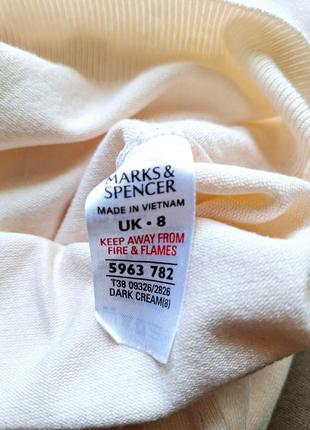 MARKS &
SPENCER
MADE IN VIETNAM
UK • 8
KEEP AWAY FROM
FIRE & FLAMES
5963 782
T38 09326/2826
DARK CREAM(8)